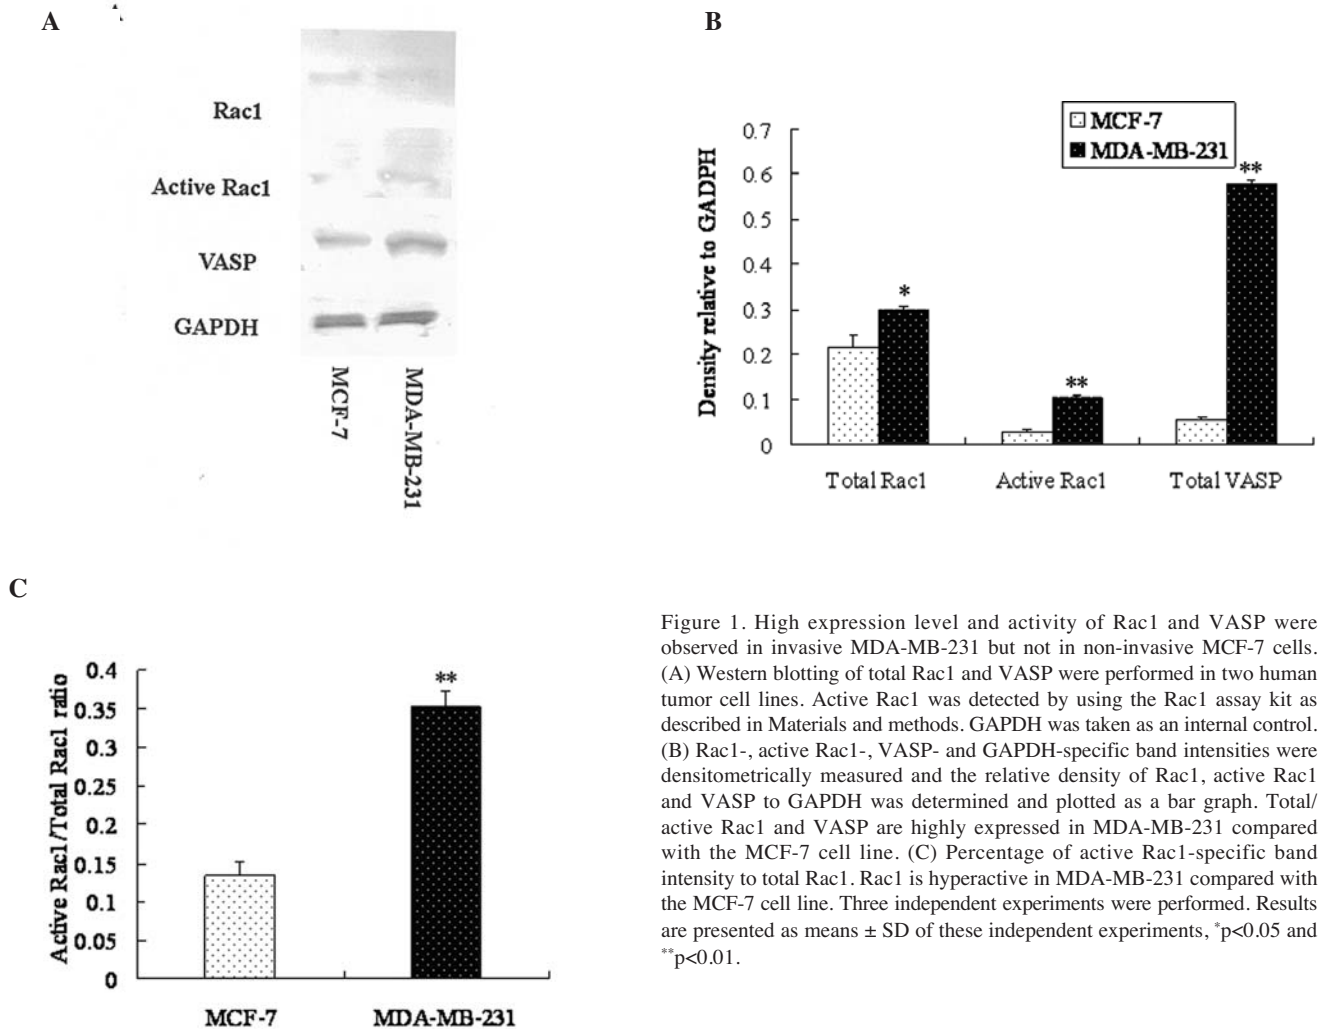 A
Rac1
Active Rac1
VASP
GAPDH
MCF-7
MDA-MB-231
B
MCF-7
MDA-MB-231
Density relative to GADPH
0.7
0.6
0.5
0.4
0.3
0.2
0.1
0
*
**
**
Total Rac1
Active Rac1
Total VASP
C
Active Rac1/Total Rac1 ratio
0.4
0.35
0.3
0.25
0.2
0.15
0.1
0.05
0
**
MCF-7
MDA-MB-231
Figure 1. High expression level and activity of Rac1 and VASP were
observed in invasive MDA-MB-231 but not in non-invasive MCF-7 cells.
(A) Western blotting of total Rac1 and VASP were performed in two human
tumor cell lines. Active Rac1 was detected by using the Rac1 assay kit as
described in Materials and methods. GAPDH was taken as an internal control.
(B) Rac1-, active Rac1-, VASP- and GAPDH-specific band intensities were
densitometrically measured and the relative density of Rac1, active Rac1
and VASP to GAPDH was determined and plotted as a bar graph. Total/
active Rac1 and VASP are highly expressed in MDA-MB-231 compared
with the MCF-7 cell line. (C) Percentage of active Rac1-specific band
intensity to total Rac1. Rac1 is hyperactive in MDA-MB-231 compared with
the MCF-7 cell line. Three independent experiments were performed. Results
are presented as means ± SD of these independent experiments, *p<0.05 and
**p<0.01.